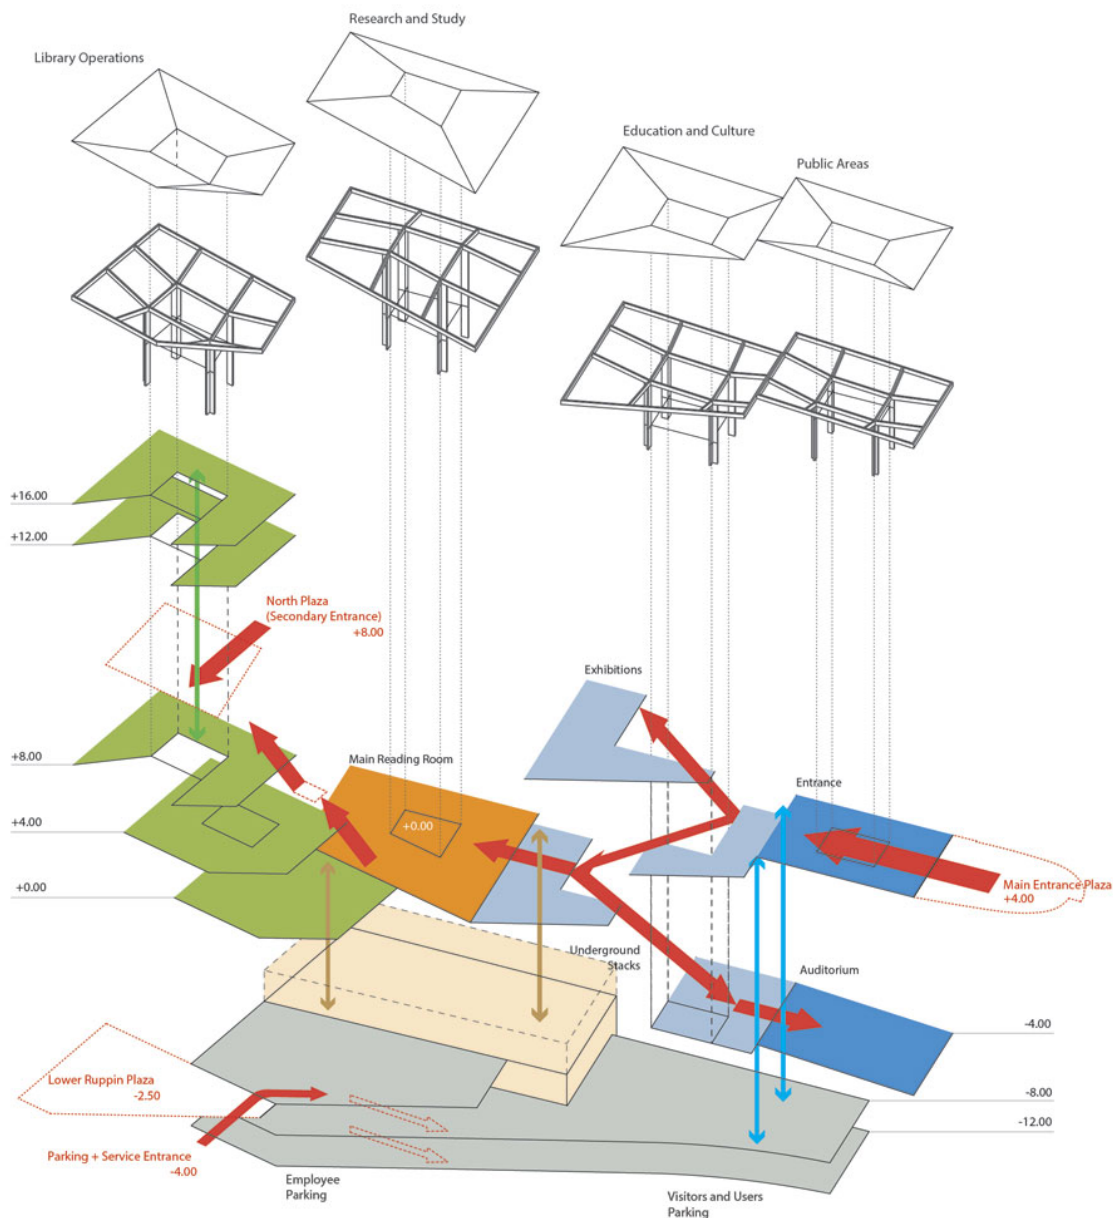 Research and Study
Library Operations
Education and Culture
Public Areas
+16.00
+12.00
North Plaza
(Secondary Entrance)
+8.00
Exhibitions
+8.00
Main Reading Room
Entrance
+0.00
+4.00
Main Entrance Plaza
+4.00
+0.00
Underground
Stacks
Auditorium
-4.00
Lower Ruppin Plaza
-2.50
-8.00
-12.00
Parking + Service Entrance
-4.00
Employee
Parking
Visitors and Users
Parking